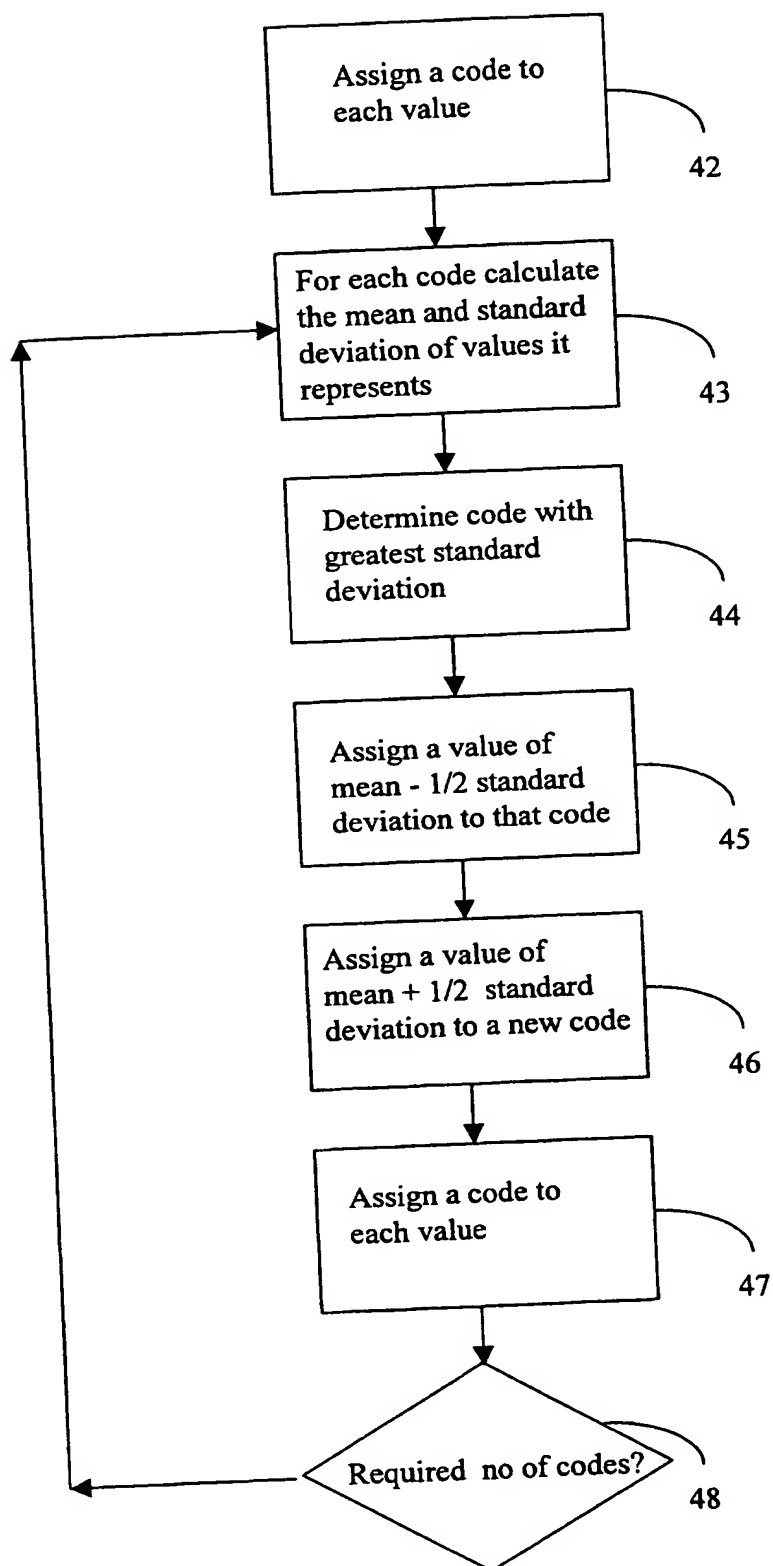 Assign a code to
each value
42
For each code calculate
the mean and standard
deviation of values it
represents
43
Determine code with
greatest standard
deviation
44
Assign a value of
mean - 1/2 standard
deviation to that code
45
Assign a value of
mean + 1/2 standard
deviation to a new code
46
Assign a code to
each value
47
Required no of codes?
48